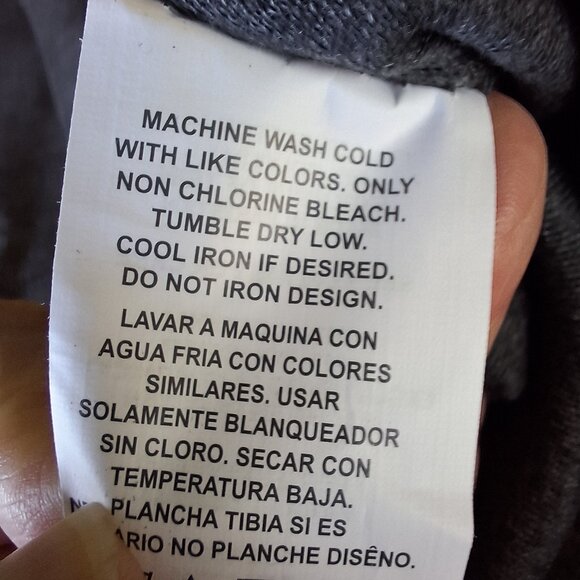 MACHINE WASH COLD
WITH LIKE COLORS. ONLY
NON CHLORINE BLEACH.
TUMBLE DRY LOW.
COOL IRON IF DESIRED.
DO NOT IRON DESIGN.
LAVAR A MAQUINA CON
AGUA FRIA CON COLORES
SIMILARES. USAR
SOLAMENTE BLANQUEADOR
SIN CLORO. SECAR CON
TEMPERATURA BAJA.
PLANCHA TIBIA SI ES
NO PLANCHE DISÊNO.